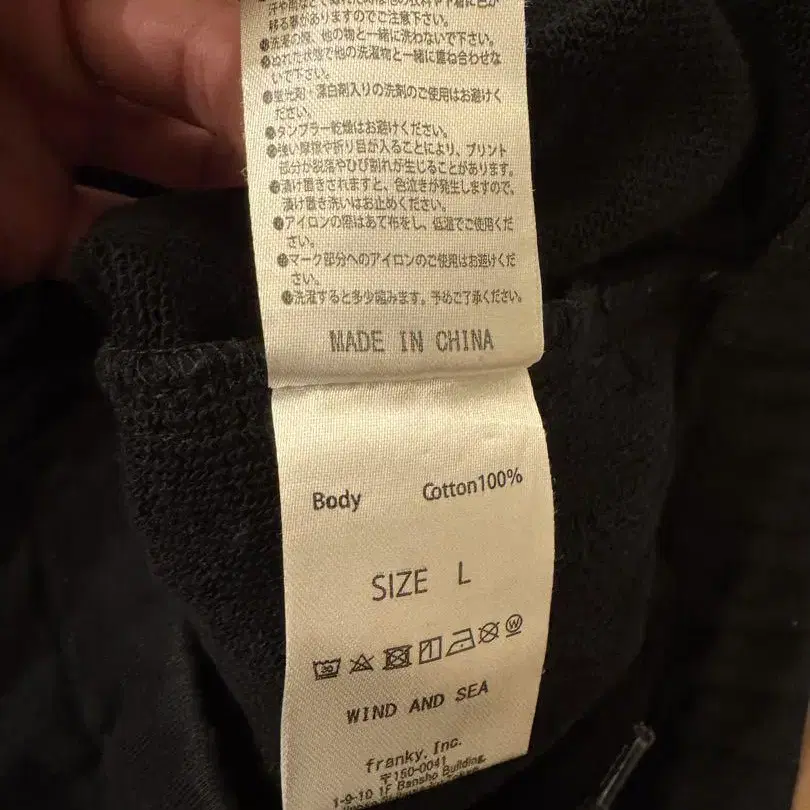 移る事がありますのでご注意下さい。
●洗濯の際、他の物と一緒に洗わないで下さい。
●ぬれた状態で他の洗濯物と一緒に重ね合わせな
いで下さい。
●蛍光剤・漂白剤入りの洗剤のご使用はお避けく
ださい。
●タンブラー乾燥はお避けください。
●強い摩擦や折り目が入ることにより、プリント
部分が脱落やひび割れが生じることがあります。
●漬け置きされますと、色泣きが発生しますので、
漬け置き洗いはお止めください。
●アイロンの際はあて布をし、低温でご使用くだ
さい。
●マーク部分へのアイロンのご使用はお避けくだ
さい。
●洗濯すると多少縮みます。予めご了承ください。
MADE IN CHINA
Body Cotton100%
SIZE L
30 W
WIND AND SEA
franky, Inc.
〒150-0041
1-9-10 1F Bansho Building,